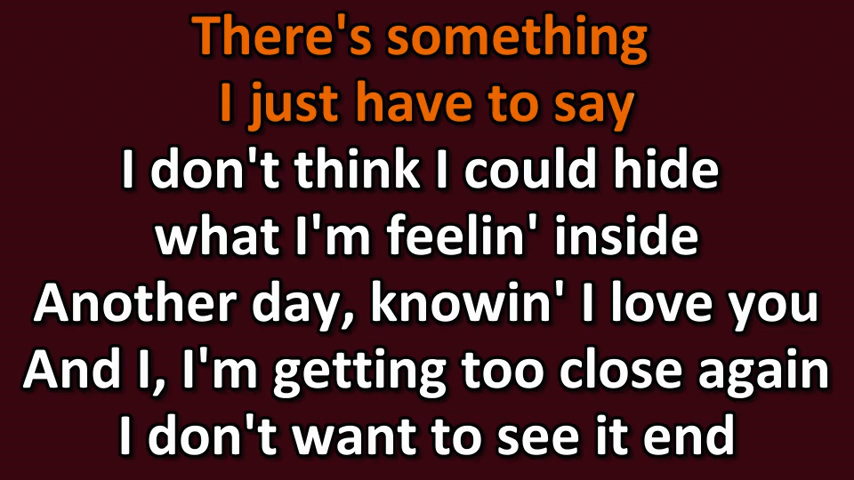 There's something
I just have to say
I don't think I could hide
what I'm feelin' inside
Another day, knowin' I love you
And I, I'm getting too close again
I don't want to see it end